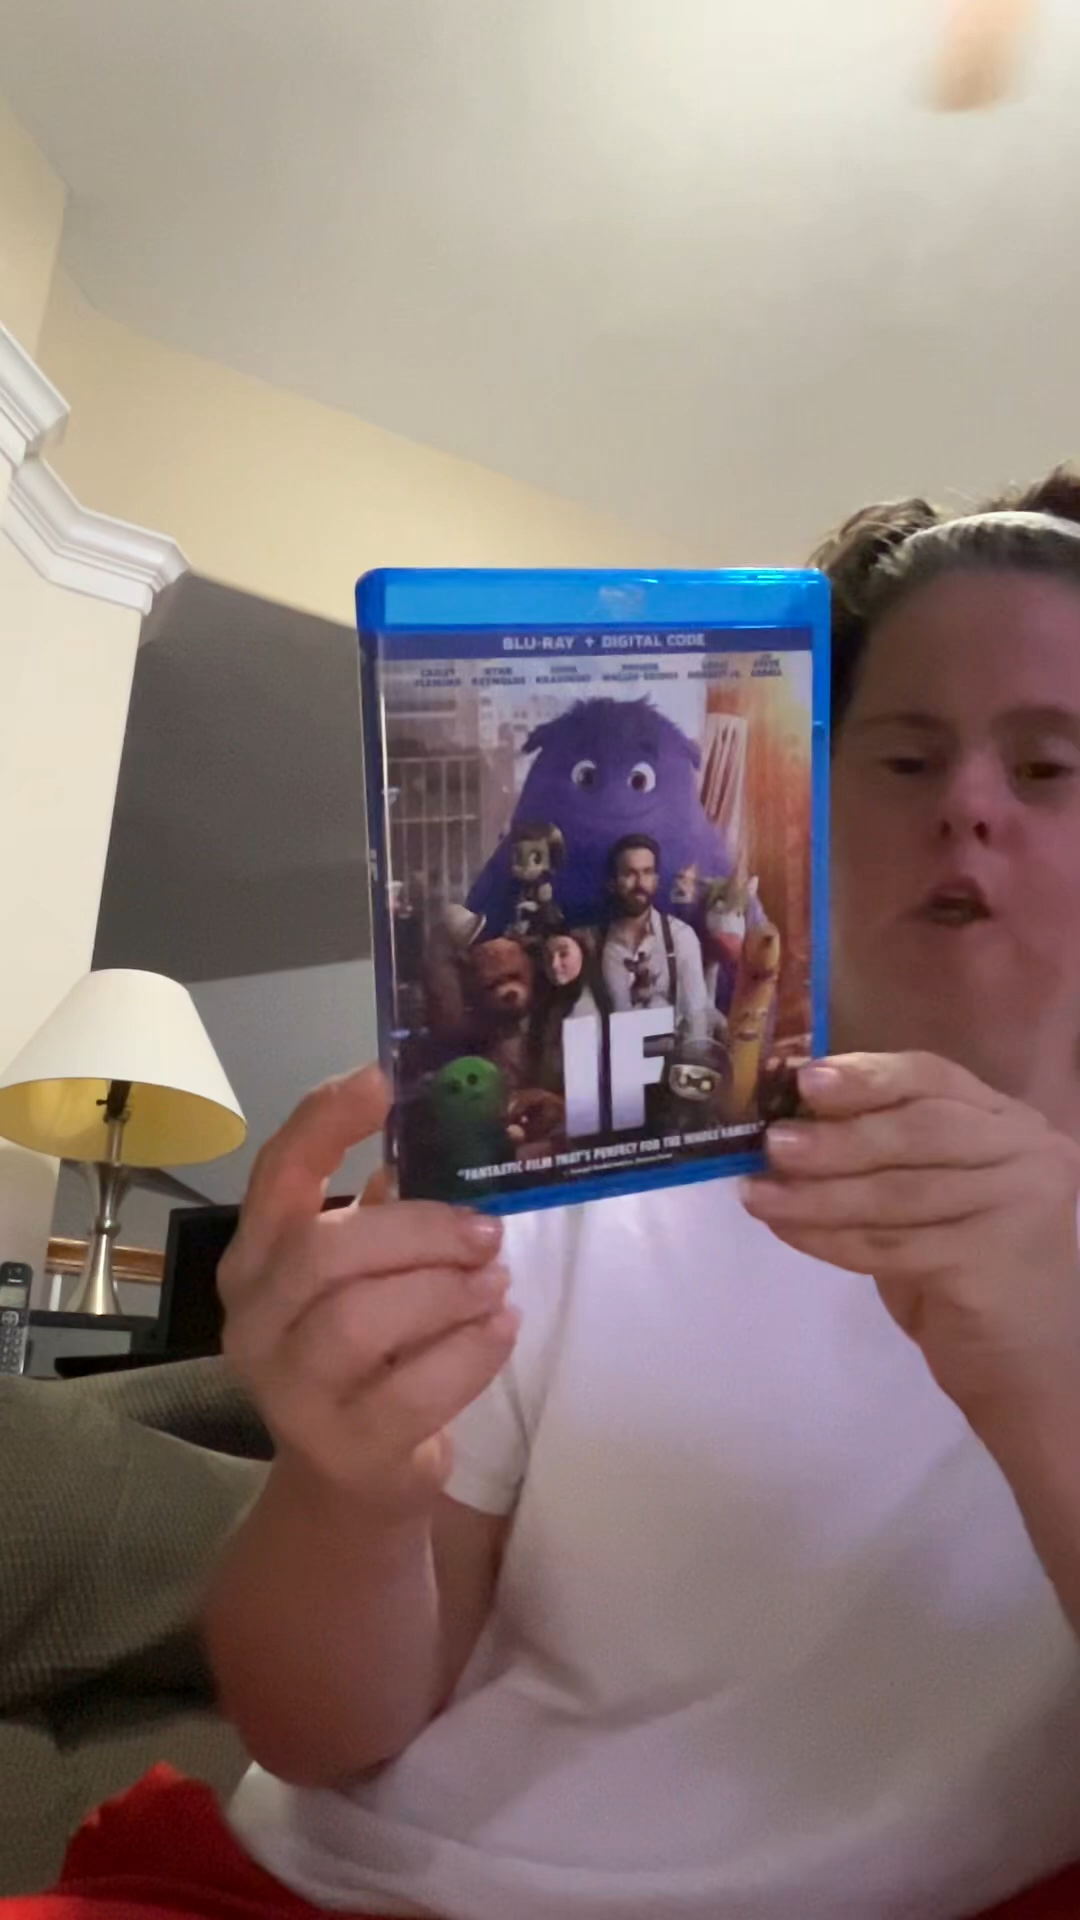 BLU-RAY + DIGITAL CODE
CAILEY RYAN JOHN PHOEBE LOUIS STEVE
FLEMING REYNOLDS KRASINSKI WALLER-BRIDGE GOSSETT JR. CARELL
IF
"FANTASTIC FILM THAT'S PERFECT FOR THE WHOLE FAMILY."